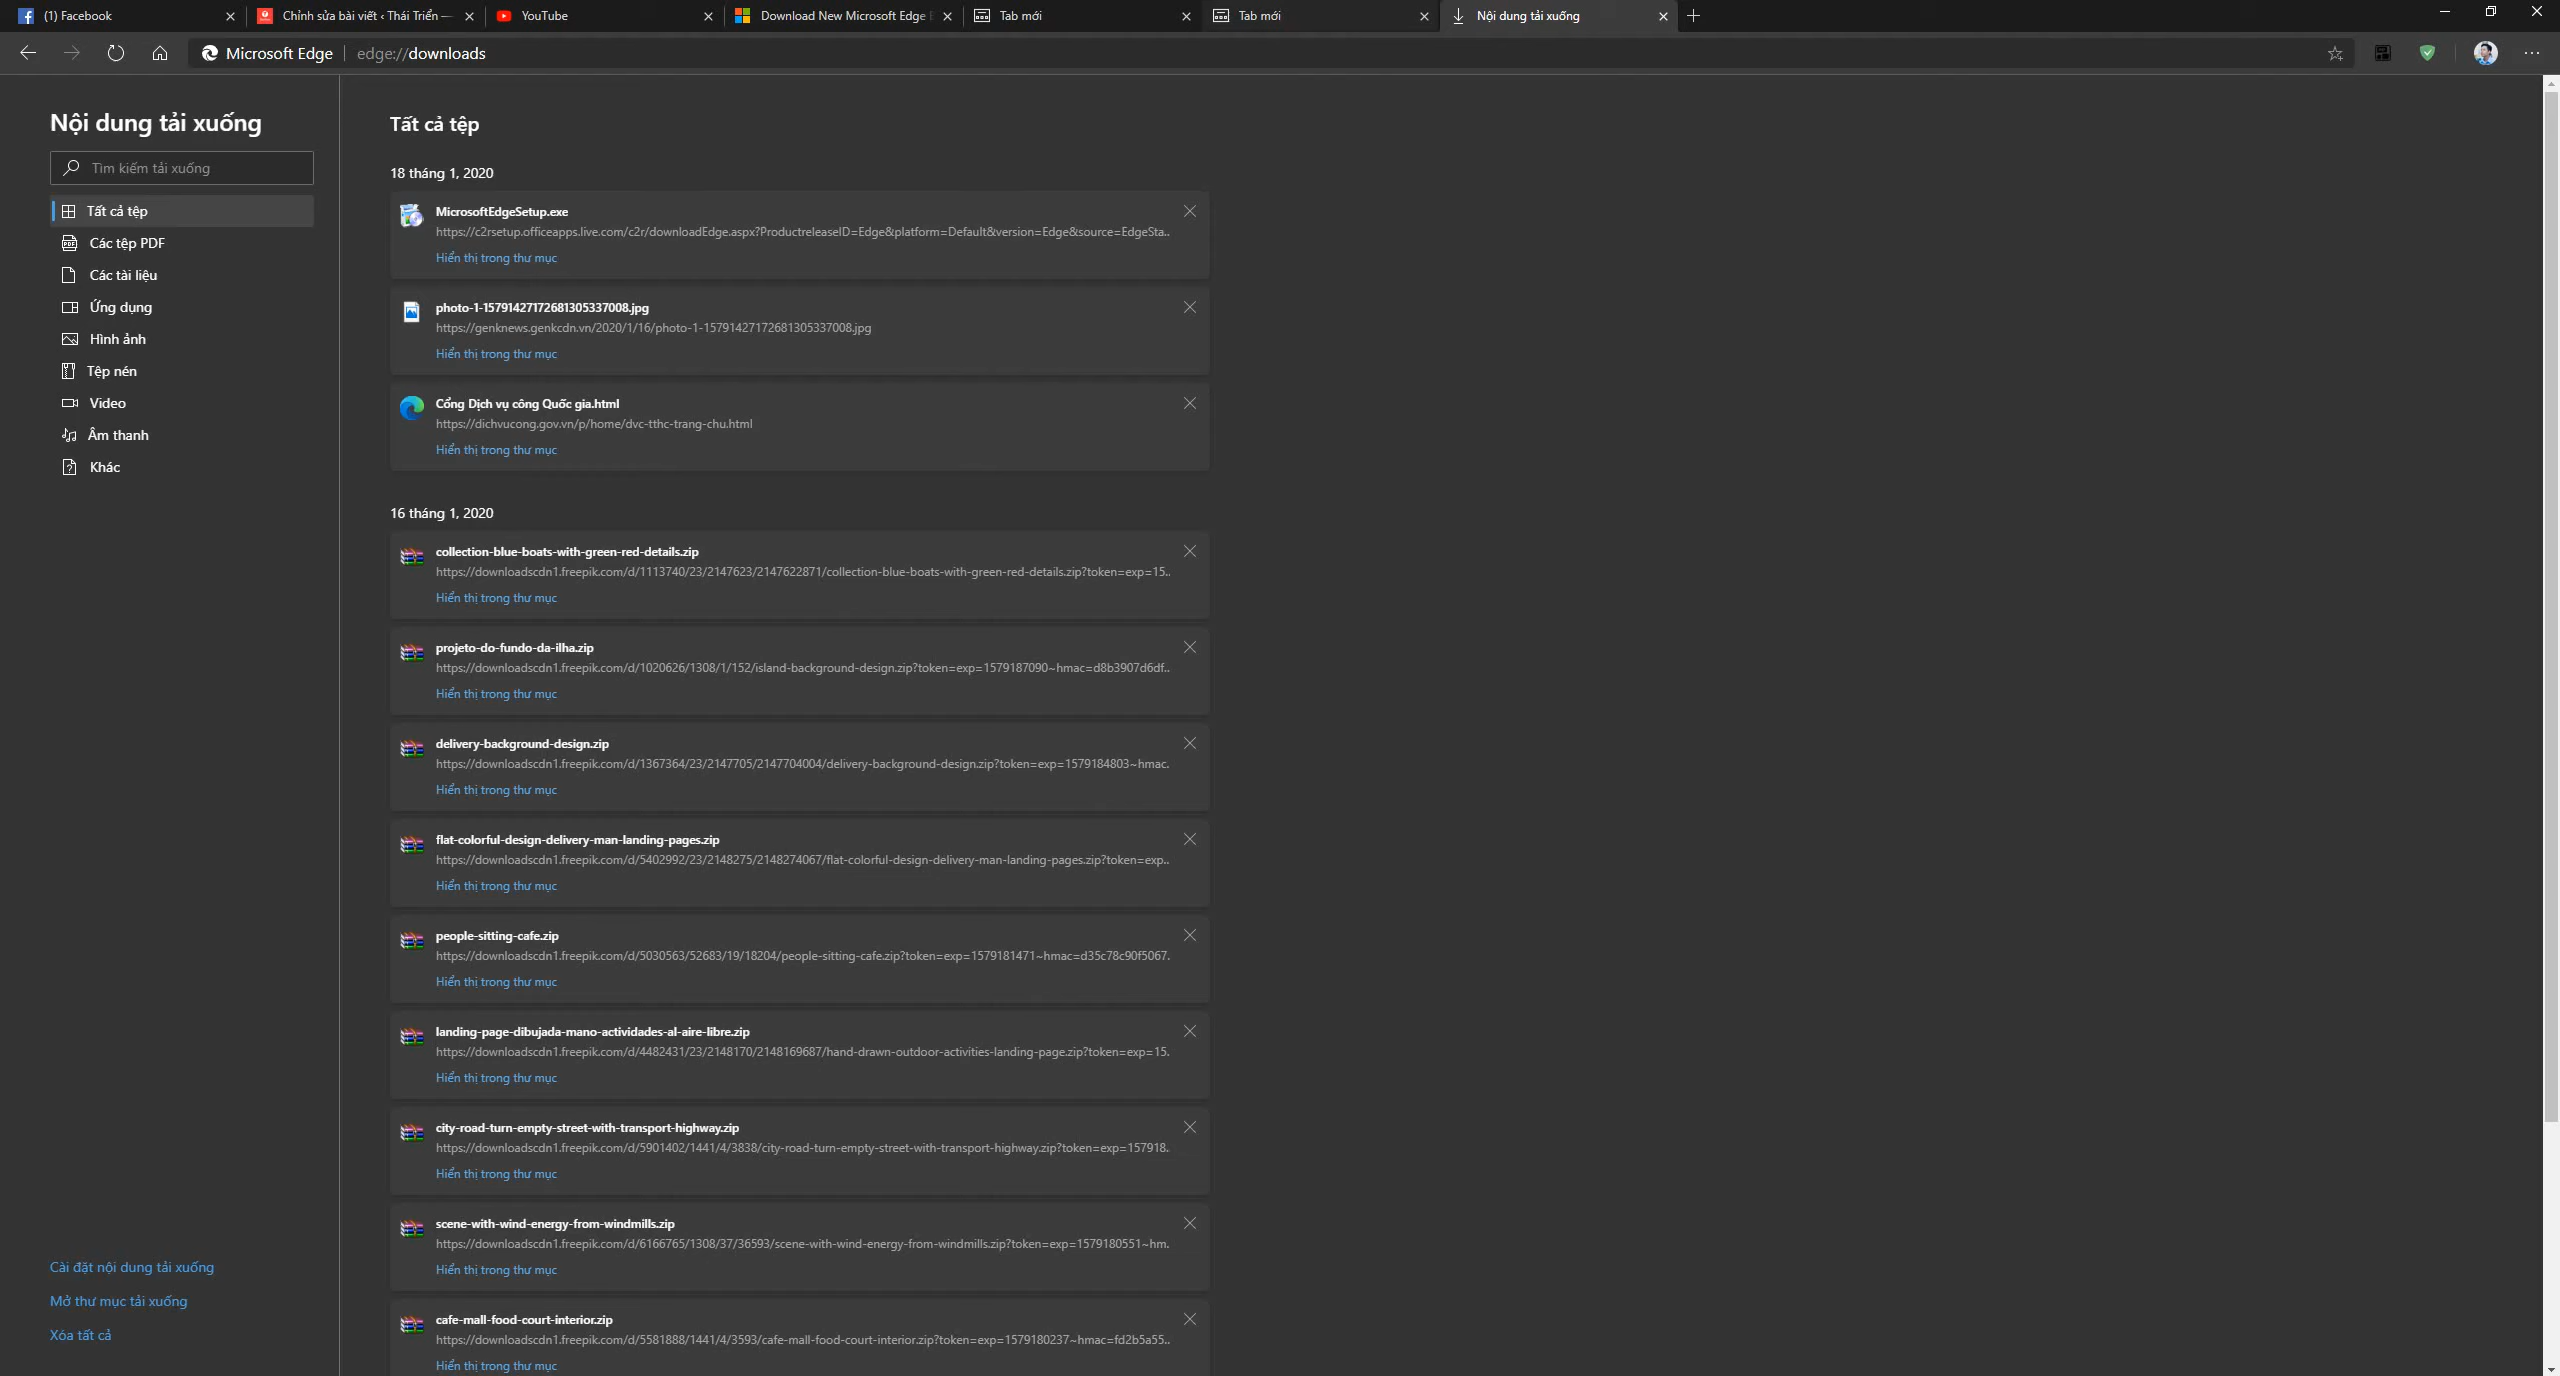 (1) Facebook
Chỉnh sửa bài viết ‹ Thái Triển —
YouTube
Download New Microsoft Edge
Tab mới
Tab mới
Nội dung tải xuống
Microsoft Edge
edge://downloads
Nội dung tải xuống
Tìm kiếm tải xuống
Tất cả tệp
Các tệp PDF
Các tài liệu
Ứng dụng
Hình ảnh
Tệp nén
Video
Âm thanh
Khác
Cài đặt nội dung tải xuống
Mở thư mục tải xuống
Xóa tất cả
Tất cả tệp
18 tháng 1, 2020
MicrosoftEdgeSetup.exe
https://c2rsetup.officeapps.live.com/c2r/downloadEdge.aspx?ProductreleaseID=Edge&platform=Default&version=Edge&source=EdgeSta..
Hiển thị trong thư mục
photo-1-15791427172681305337008.jpg
https://genknews.genkcdn.vn/2020/1/16/photo-1-15791427172681305337008.jpg
Hiển thị trong thư mục
Cổng Dịch vụ công Quốc gia.html
https://dichvucong.gov.vn/p/home/dvc-tthc-trang-chu.html
Hiển thị trong thư mục
16 tháng 1, 2020
collection-blue-boats-with-green-red-details.zip
https://downloadscdn1.freepik.com/d/1113740/23/2147623/2147622871/collection-blue-boats-with-green-red-details.zip?token=exp=15..
Hiển thị trong thư mục
projeto-do-fundo-da-ilha.zip
https://downloadscdn1.freepik.com/d/1020626/1308/1/152/island-background-design.zip?token=exp=1579187090~hmac=d8b3907d6df..
Hiển thị trong thư mục
delivery-background-design.zip
https://downloadscdn1.freepik.com/d/1367364/23/2147705/2147704004/delivery-background-design.zip?token=exp=1579184803~hmac.
Hiển thị trong thư mục
flat-colorful-design-delivery-man-landing-pages.zip
https://downloadscdn1.freepik.com/d/5402992/23/2148275/2148274067/flat-colorful-design-delivery-man-landing-pages.zip?token=exp..
Hiển thị trong thư mục
people-sitting-cafe.zip
https://downloadscdn1.freepik.com/d/5030563/52683/19/18204/people-sitting-cafe.zip?token=exp=1579181471~hmac=d35c78c90f5067.
Hiển thị trong thư mục
landing-page-dibujada-mano-actividades-al-aire-libre.zip
https://downloadscdn1.freepik.com/d/4482431/23/2148170/2148169687/hand-drawn-outdoor-activities-landing-page.zip?token=exp=15.
Hiển thị trong thư mục
city-road-turn-empty-street-with-transport-highway.zip
https://downloadscdn1.freepik.com/d/5901402/1441/4/3838/city-road-turn-empty-street-with-transport-highway.zip?token=exp=157918.
Hiển thị trong thư mục
scene-with-wind-energy-from-windmills.zip
https://downloadscdn1.freepik.com/d/6166765/1308/37/36593/scene-with-wind-energy-from-windmills.zip?token=exp=1579180551~hm.
Hiển thị trong thư mục
cafe-mall-food-court-interior.zip
https://downloadscdn1.freepik.com/d/5581888/1441/4/3593/cafe-mall-food-court-interior.zip?token=exp=1579180237~hmac=fd2b5a55..
Hiển thị trong thư mục